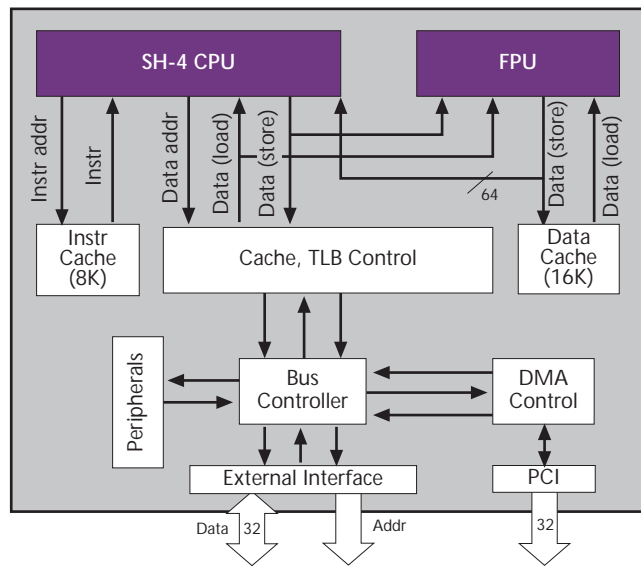 SH-4 CPU
FPU
Instr addr
Instr
Data addr
Data (load)
Data (store)
64
Data (store)
Data (load)
Instr
Cache
(8K)
Cache, TLB Control
Data
Cache
(16K)
Peripherals
Bus
Controller
DMA
Control
External Interface
PCI
Data
32
Addr
32